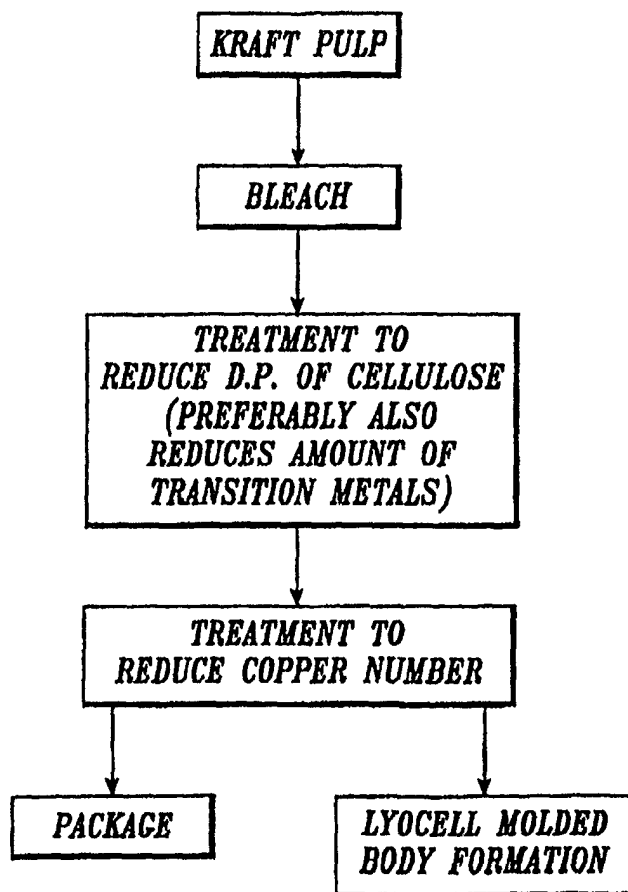 KRAFT PULP
BLEACH
TREATMENT TO
REDUCE D.P. OF CELLULOSE
(PREFERABLY ALSO
REDUCES AMOUNT OF
TRANSITION METALS)
TREATMENT TO
REDUCE COPPER NUMBER
PACKAGE
LYOCELL MOLDED
BODY FORMATION